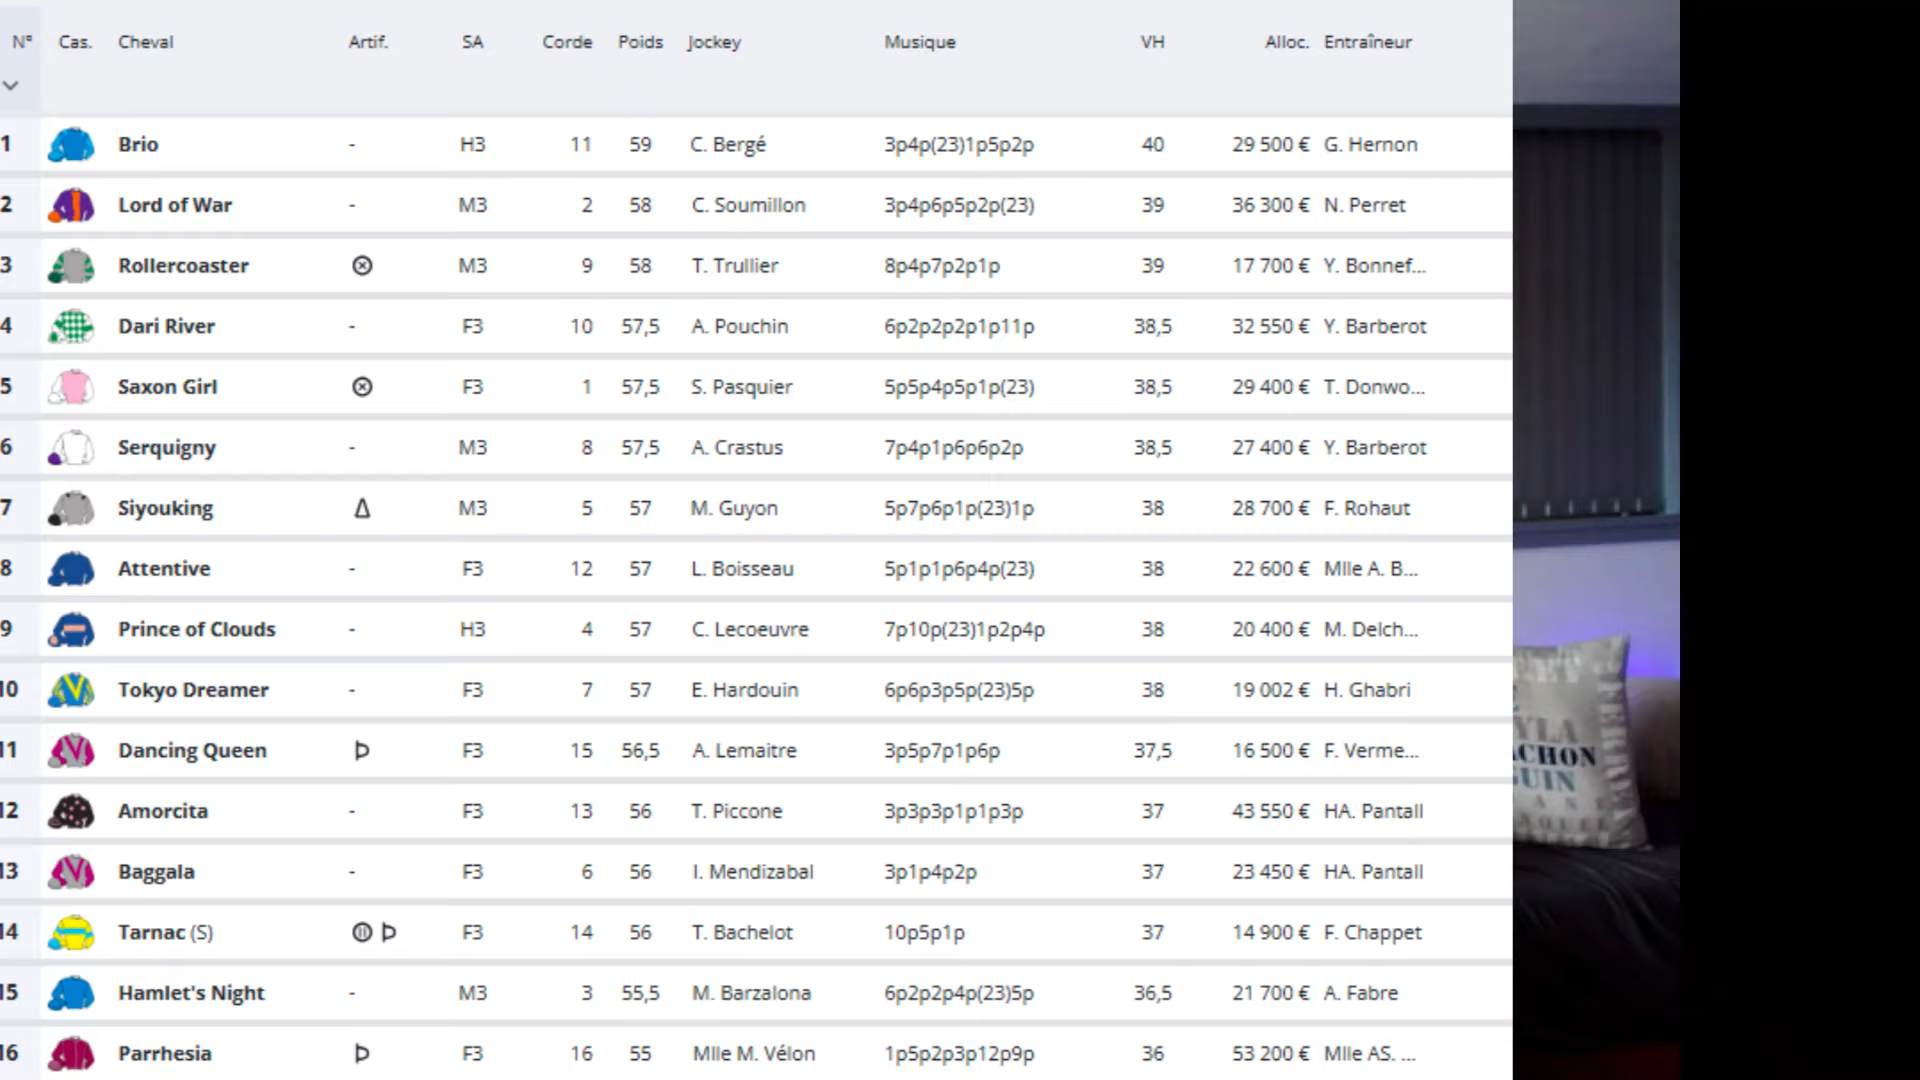 N° Cas. Cheval Artif. SA Corde Poids Jockey Musique VH Alloc. Entraîneur
1 Brio - H3 11 59 C. Bergé 3p4p(23)1p5p2p 40 29 500 € G. Hernon
2 Lord of War - M3 2 58 C. Soumillon 3p4p6p5p2p(23) 39 36 300 € N. Perret
3 Rollercoaster M3 9 58 T. Trullier 8p4p7p2p1p 39 17 700 € Y. Bonnef...
4 Dari River - F3 10 57,5 A. Pouchin 6p2p2p2p1p11p 38,5 32 550 € Y. Barberot
5 Saxon Girl F3 1 57,5 S. Pasquier 5p5p4p5p1p(23) 38,5 29 400 € T. Donwo...
6 Serquigny - M3 8 57,5 A. Crastus 7p4p1p6p6p2p 38,5 27 400 € Y. Barberot
7 Siyouking M3 5 57 M. Guyon 5p7p6p1p(23)1p 38 28 700 € F. Rohaut
8 Attentive - F3 12 57 L. Boisseau 5p1p1p6p4p(23) 38 22 600 € Mlle A. B...
9 Prince of Clouds - H3 4 57 C. Lecoeuvre 7p10p(23)1p2p4p 38 20 400 € M. Delch...
10 Tokyo Dreamer - F3 7 57 E. Hardouin 6p6p3p5p(23)5p 38 19 002 € H. Ghabri
11 Dancing Queen Þ F3 15 56,5 A. Lemaitre 3p5p7p1p6p 37,5 16 500 € F. Verme...
12 Amorcita - F3 13 56 T. Piccone 3p3p3p1p1p3p 37 43 550 € HA. Pantall
13 Baggala - F3 6 56 I. Mendizabal 3p1p4p2p 37 23 450 € HA. Pantall
14 Tarnac (S) Þ F3 14 56 T. Bachelot 10p5p1p 37 14 900 € F. Chappet
15 Hamlet's Night - M3 3 55,5 M. Barzalona 6p2p2p4p(23)5p 36,5 21 700 € A. Fabre
16 Parrhesia Þ F3 16 55 Mlle M. Vélon 1p5p2p3p12p9p 36 53 200 € Mlle AS. ...
YLA
ACHON
GUIN